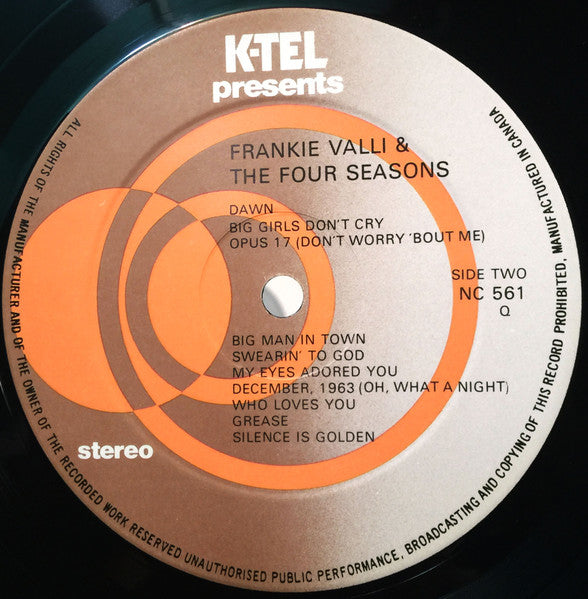 K-TEL
presents
FRANKIE VALLI &
THE FOUR SEASONS
DAWN
BIG GIRLS DON'T CRY
OPUS 17 (DON'T WORRY 'BOUT ME)
SIDE TWO
NC 561
Q
BIG MAN IN TOWN
SWEARIN' TO GOD
MY EYES ADORED YOU
DECEMBER, 1963 (OH, WHAT A NIGHT)
WHO LOVES YOU
GREASE
SILENCE IS GOLDEN
stereo
ALL RIGHTS OF THE MANUFACTURER AND OF THE OWNER OF THE RECORDED WORK RESERVED UNAUTHORISED PUBLIC PERFORMANCE, BROADCASTING AND COPYING OF THIS RECORD PROHIBITED, MANUFACTURED IN CANADA